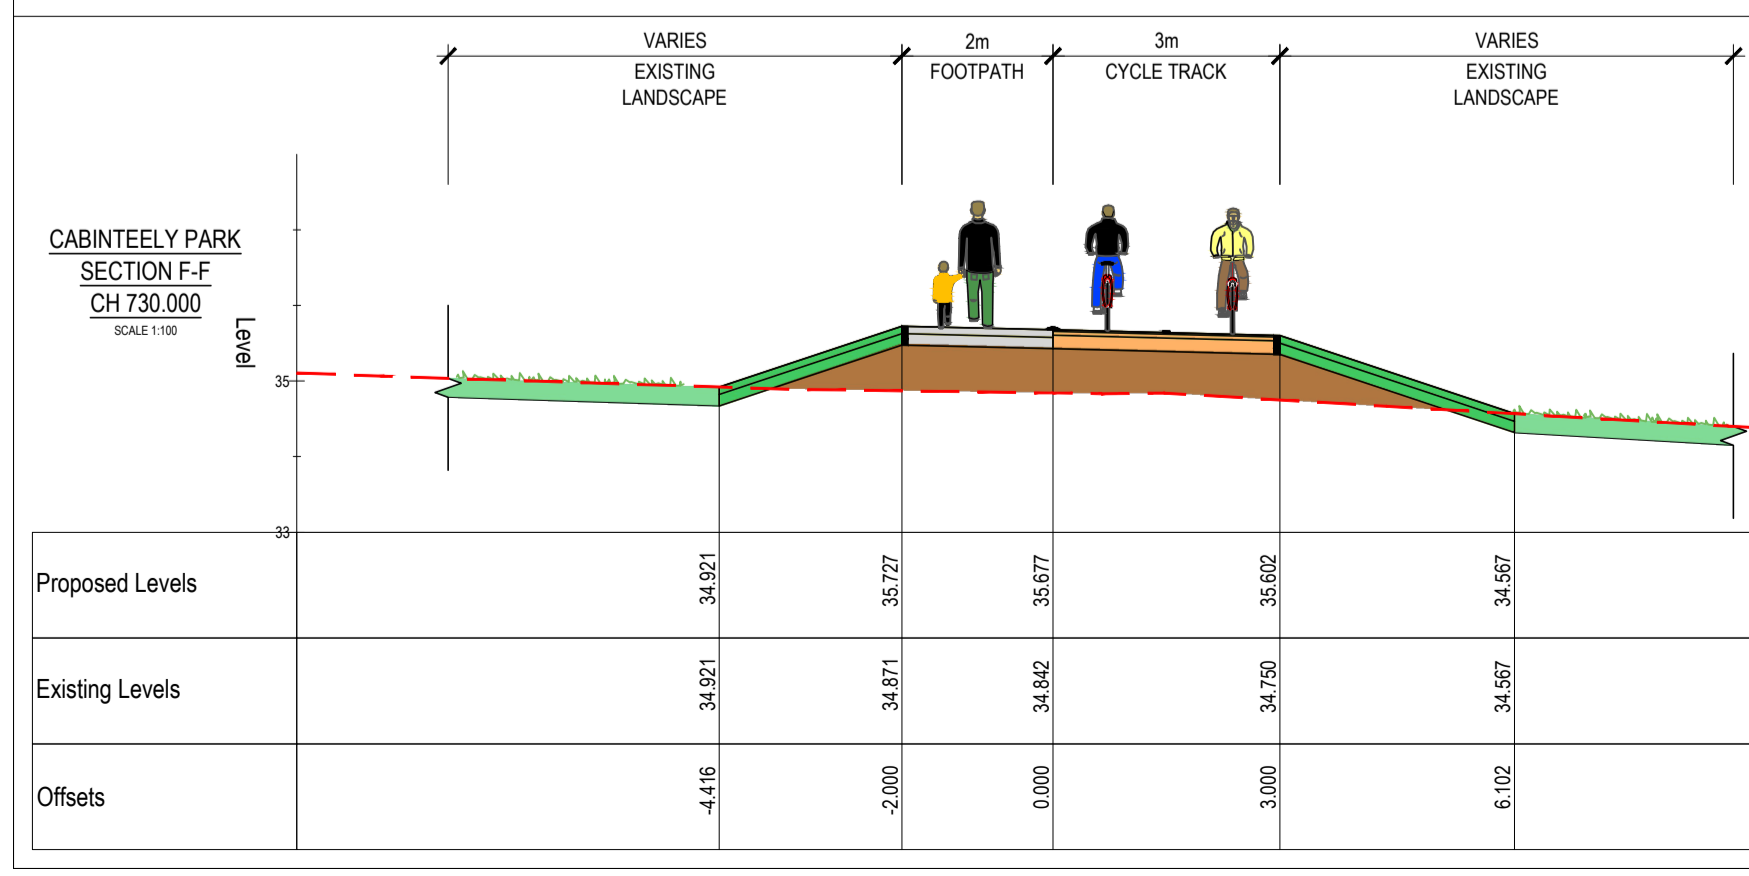 VARIES
EXISTING
LANDSCAPE
2m
FOOTPATH
3m
CYCLE TRACK
VARIES
EXISTING
LANDSCAPE
CABINTEELY PARK
SECTION F-F
CH 730.000
SCALE 1:100
Level
35
33
Proposed Levels
34.921
35.727
35.677
35.602
34.567
Existing Levels
34.921
34.871
34.842
34.750
34.567
Offsets
-4.416
-2.000
0.000
3.000
6.102